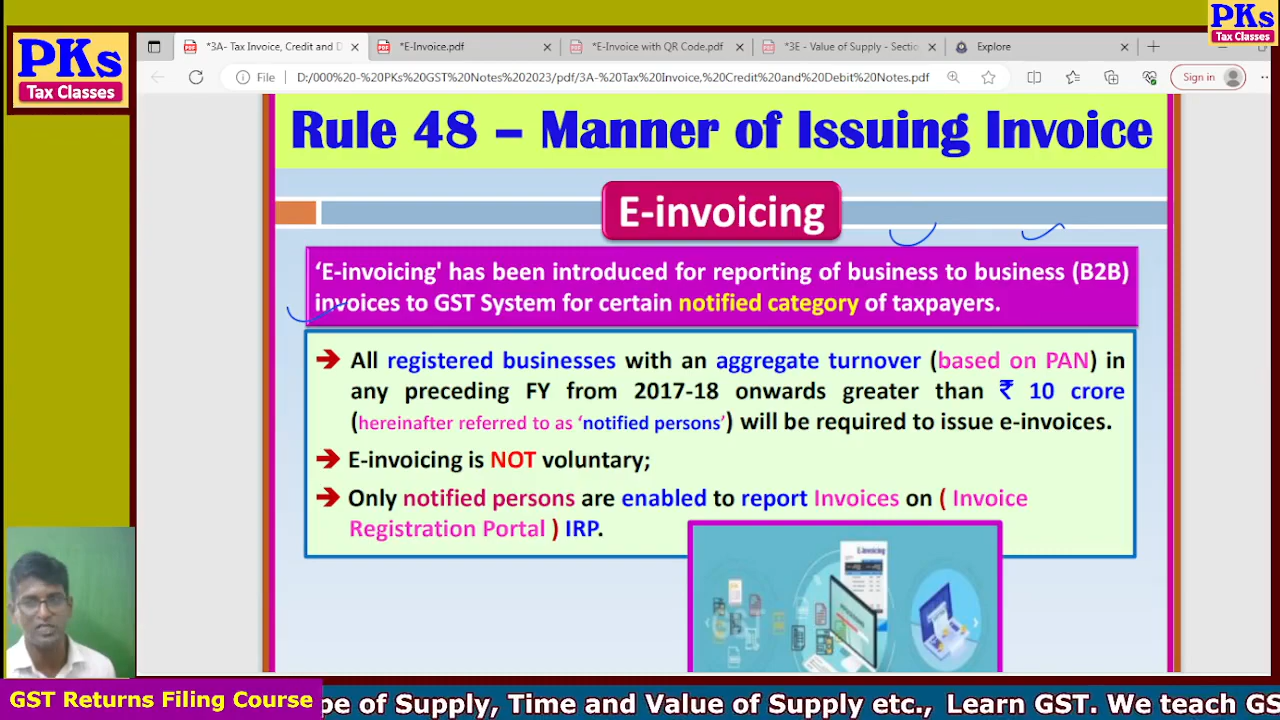 PKs
Tax Classes
PKs
Tax Classes
*3A- Tax Invoice, Credit and D
*E-Invoice.pdf
*E-Invoice with QR Code.pdf
*3E - Value of Supply - Sectio
Explore
File
D:/000%20-%20PKs%20GST%20Notes%202023/pdf/3A-%20Tax%20Invoice,%20Credit%20and%20Debit%20Notes.pdf
Sign in
Rule 48 – Manner of Issuing Invoice
E-invoicing
‘E-invoicing' has been introduced for reporting of business to business (B2B)
invoices to GST System for certain notified category of taxpayers.
All registered businesses with an aggregate turnover (based on PAN) in
any preceding FY from 2017-18 onwards greater than ₹ 10 crore
(hereinafter referred to as ‘notified persons’) will be required to issue e-invoices.
E-invoicing is NOT voluntary;
Only notified persons are enabled to report Invoices on ( Invoice
Registration Portal ) IRP.
E-invoicing
GST Returns Filing Course
pe of Supply, Time and Value of Supply etc., Learn GST. We teach GS